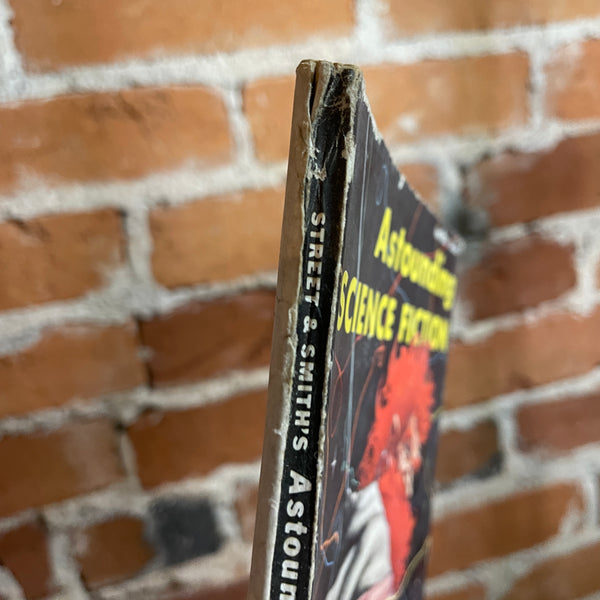 STREET & SMITH'S Astoun
Astounding
SCIENCE FICTION